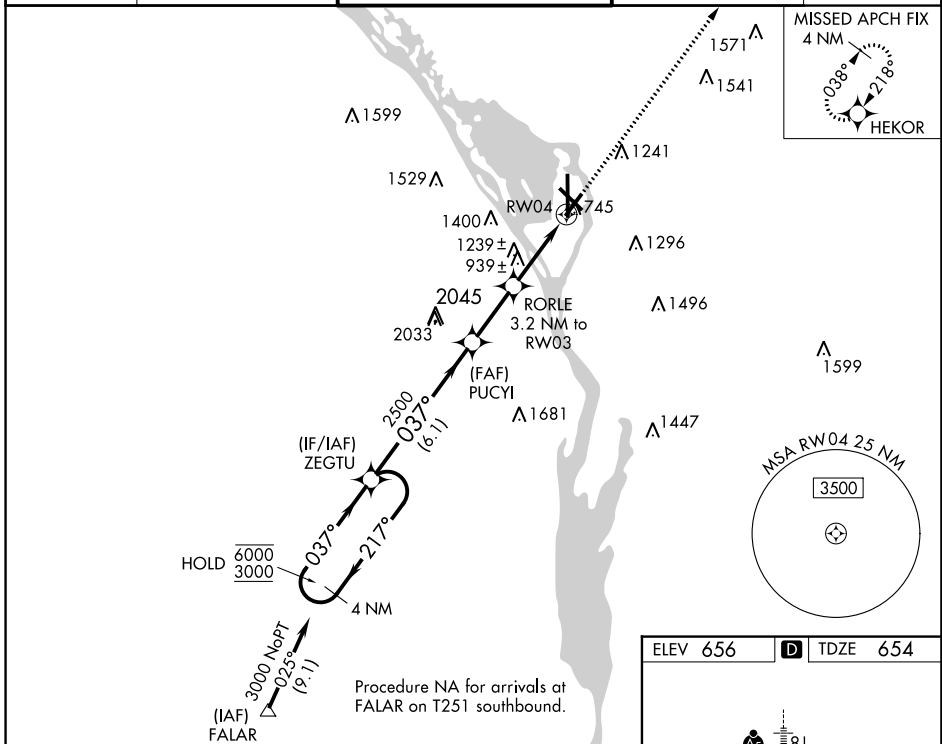 MISSED APCH FIX
4 NM
038°
218°
HEKOR
1571
1541
1599
1241
1529
RW04
745
1400
1239 ±
939 ±
1296
2045
RORLE
3.2 NM to
RW03
1496
2033
(FAF)
PUCYI
1599
2500
037°
(6.1)
1681
1447
(IF/IAF)
ZEGTU
MSA RW04 25 NM
3500
037°
217°
HOLD
6000
3000
4 NM
3000 NoPT
025°
(9.1)
Procedure NA for arrivals at
FALAR on T251 southbound.
(IAF)
FALAR
ELEV 656
D
TDZE 654